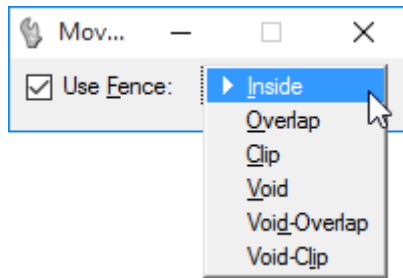 Mov...
Use Fence:
Inside
Overlap
Clip
Void
Void-Overlap
Void-Clip